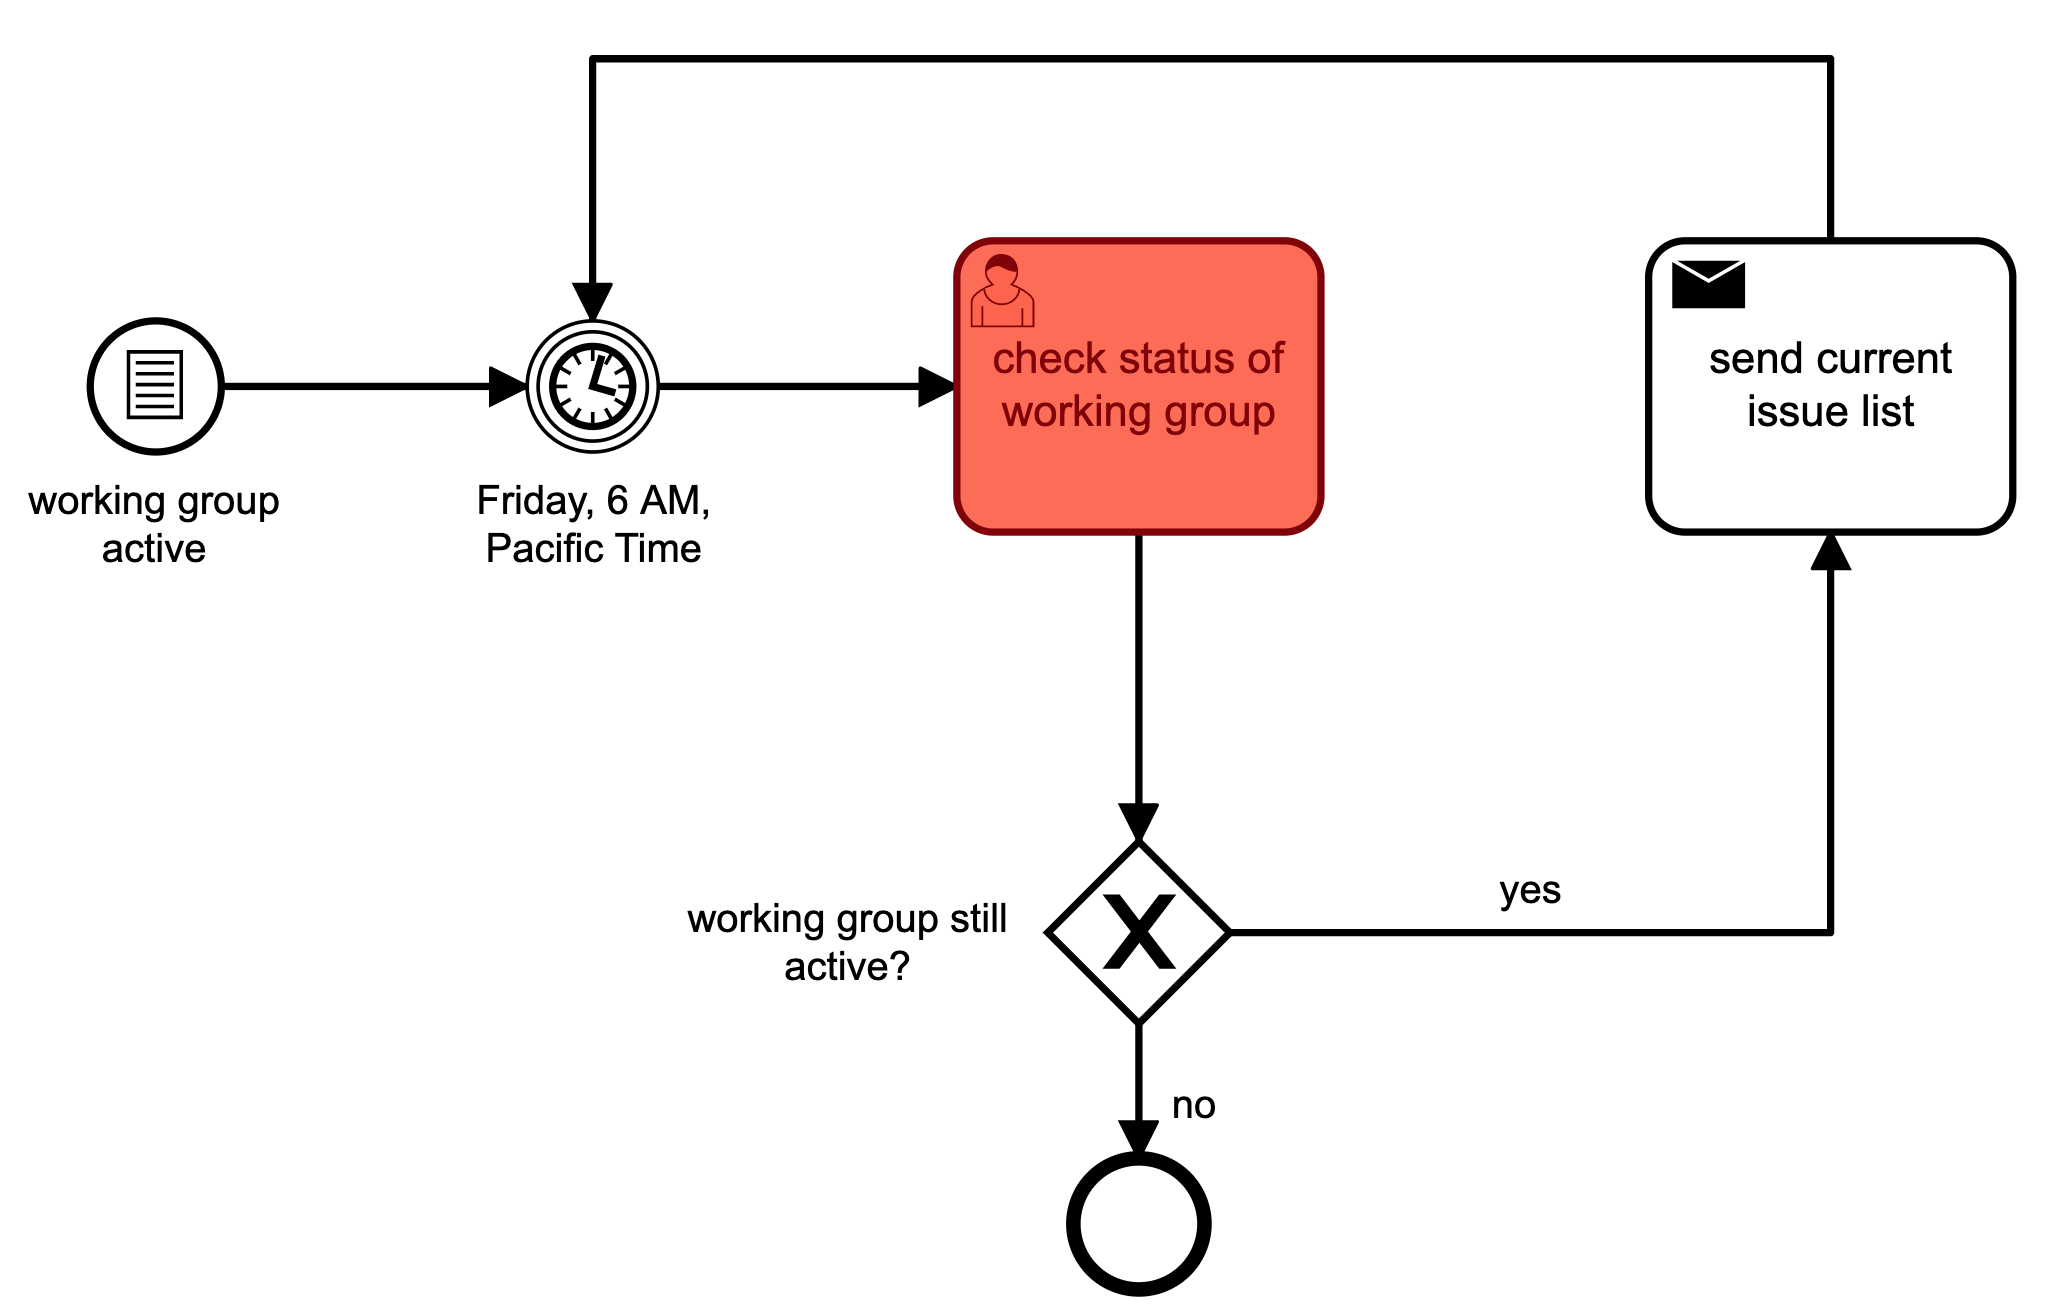 working group
active
Friday, 6 AM,
Pacific Time
check status of
working group
send current
issue list
working group still
active?
yes
no